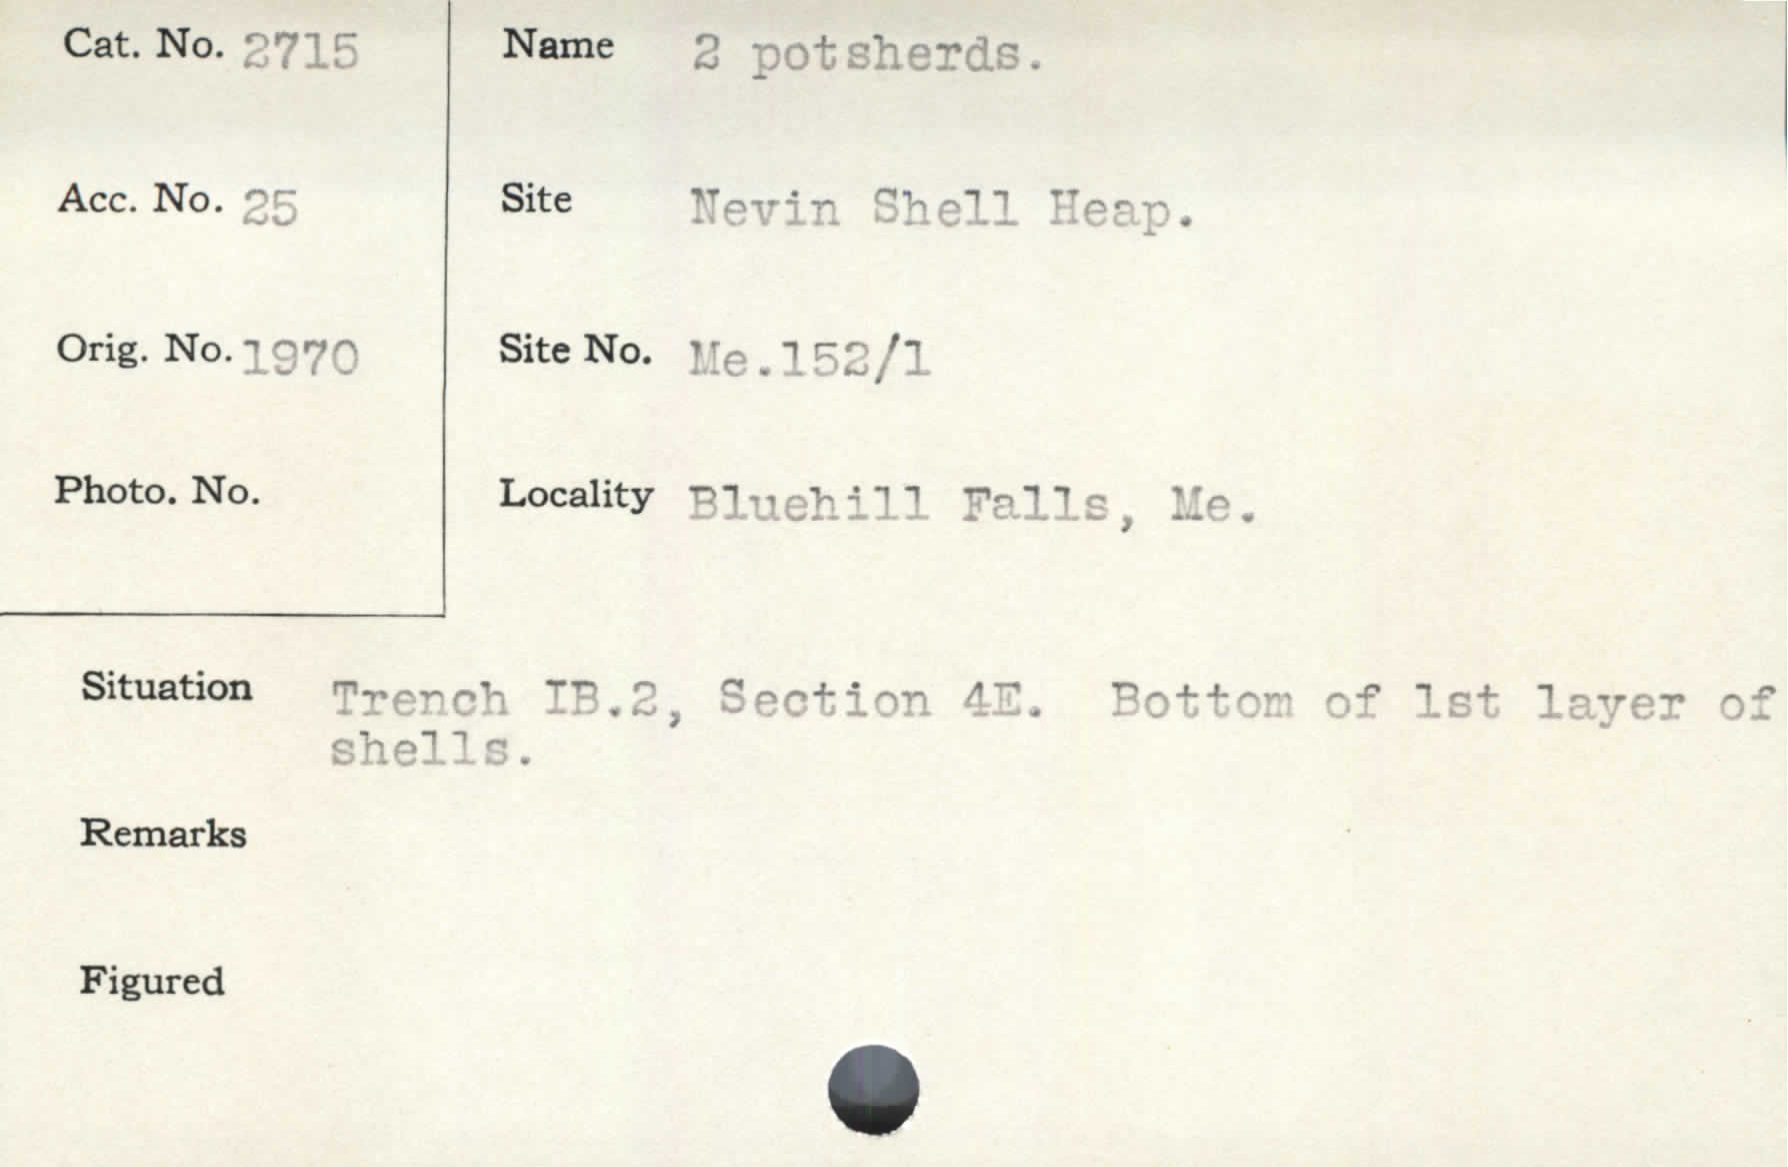 Cat. No. 2715
Name 2 potsherds.
Acc. No. 25
Site Nevin Shell Heap.
Orig. No. 1970
Site No. Me.152/1
Photo. No.
Locality Bluehill Falls, Me.
Situation Trench IB.2, Section 4E. Bottom of 1st layer of
shells.
Remarks
Figured